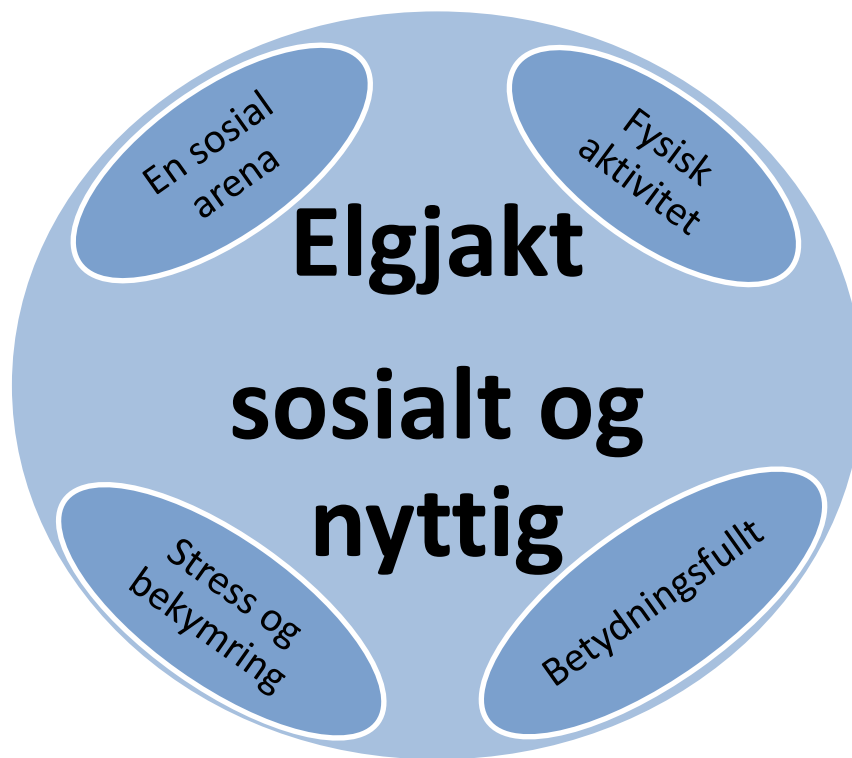 En sosial
arena
Fysisk
aktivitet
Elgjakt
sosialt og
nyttig
Stress og
bekymring
Betydningsfullt